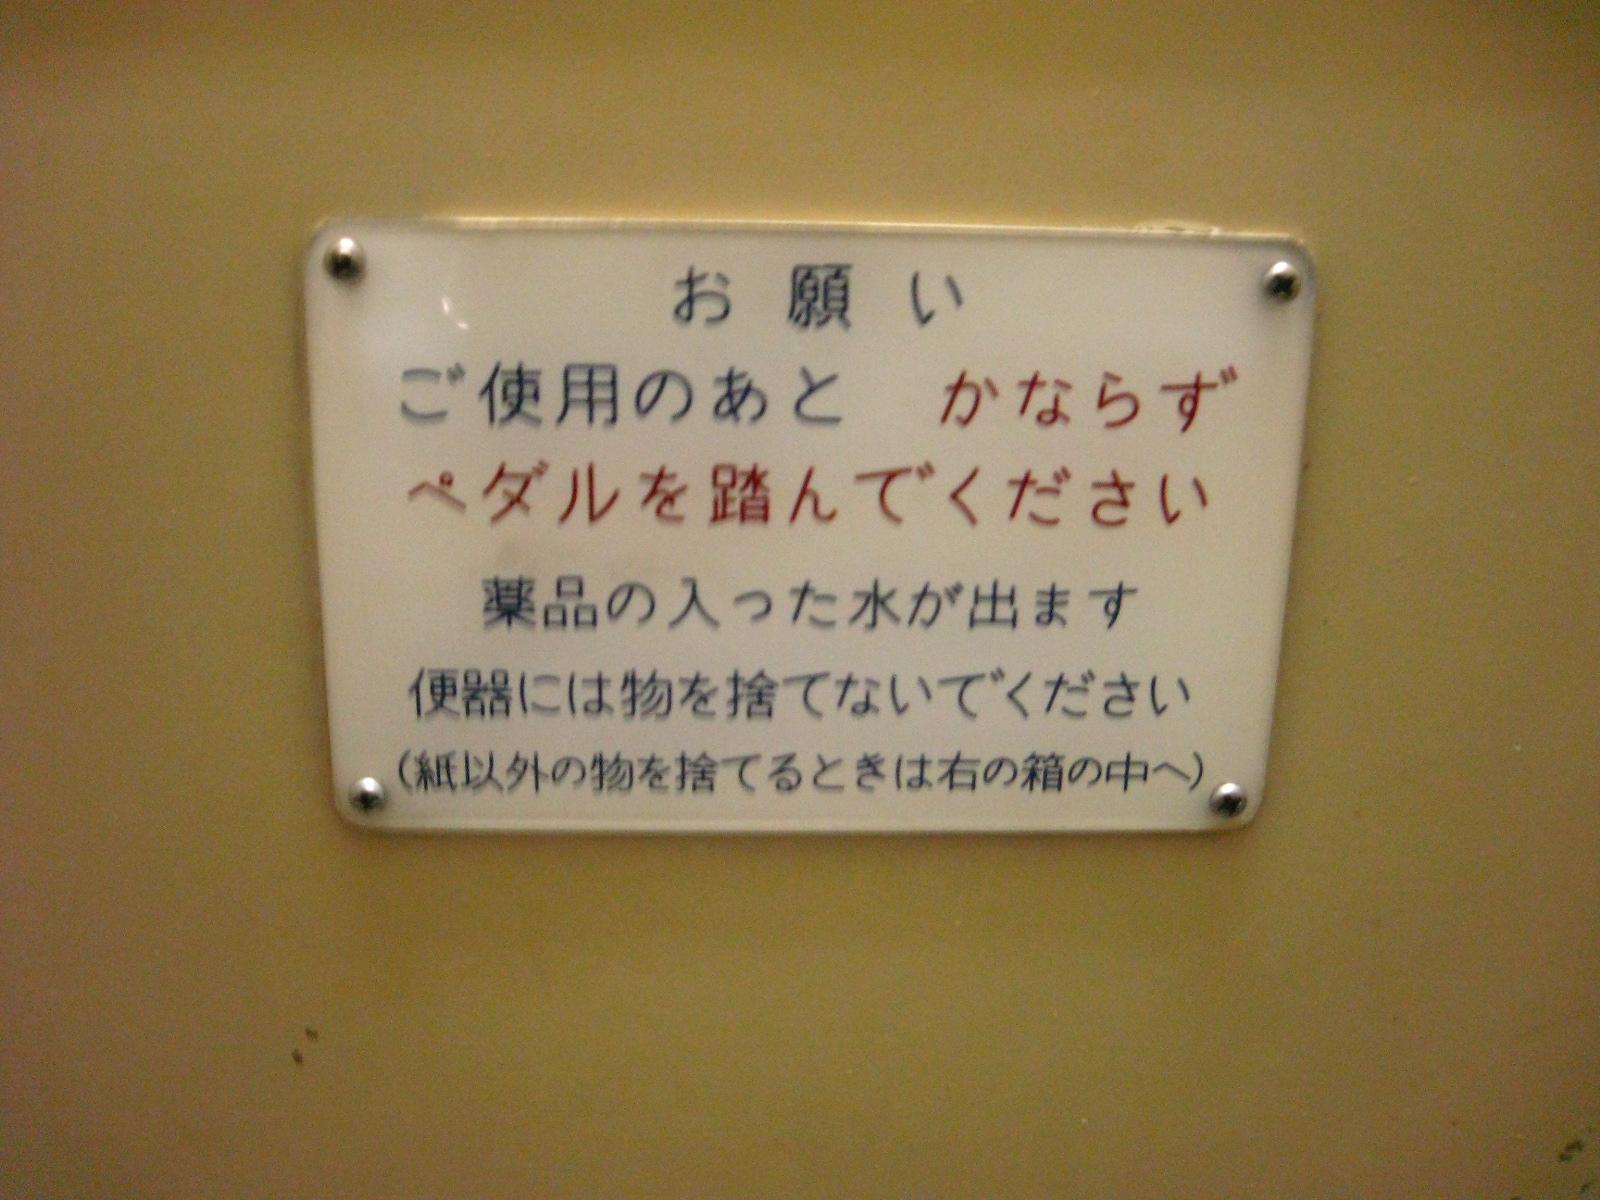 お願い
ご使用のあと　かならず
ペダルを踏んでください
薬品の入った水が出ます
便器には物を捨てないでください
(紙以外の物を捨てるときは右の箱の中へ)